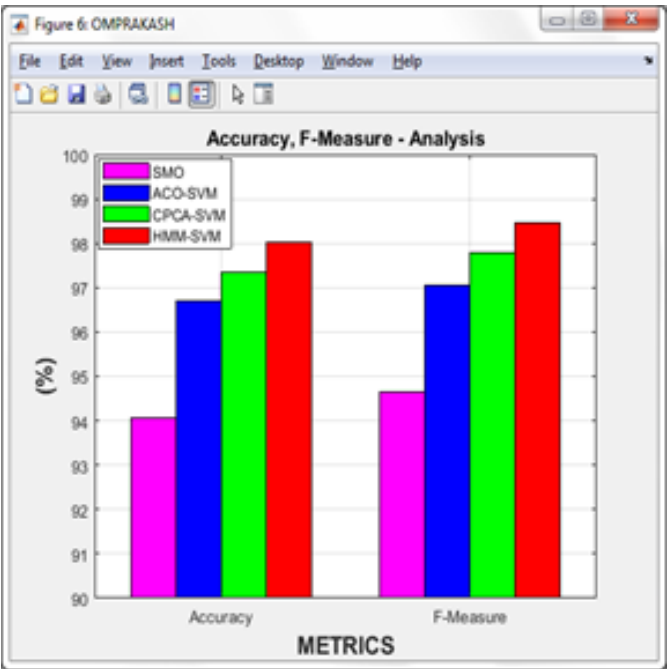 Figure 6: OMPRAKASH
File Edit View Insert Tools Desktop Window Help
Accuracy, F-Measure - Analysis
SMO
ACO-SVM
CPCA-SVM
HMM-SVM
100
99
98
97
96
95
94
93
92
91
90
(%)
Accuracy F-Measure
METRICS